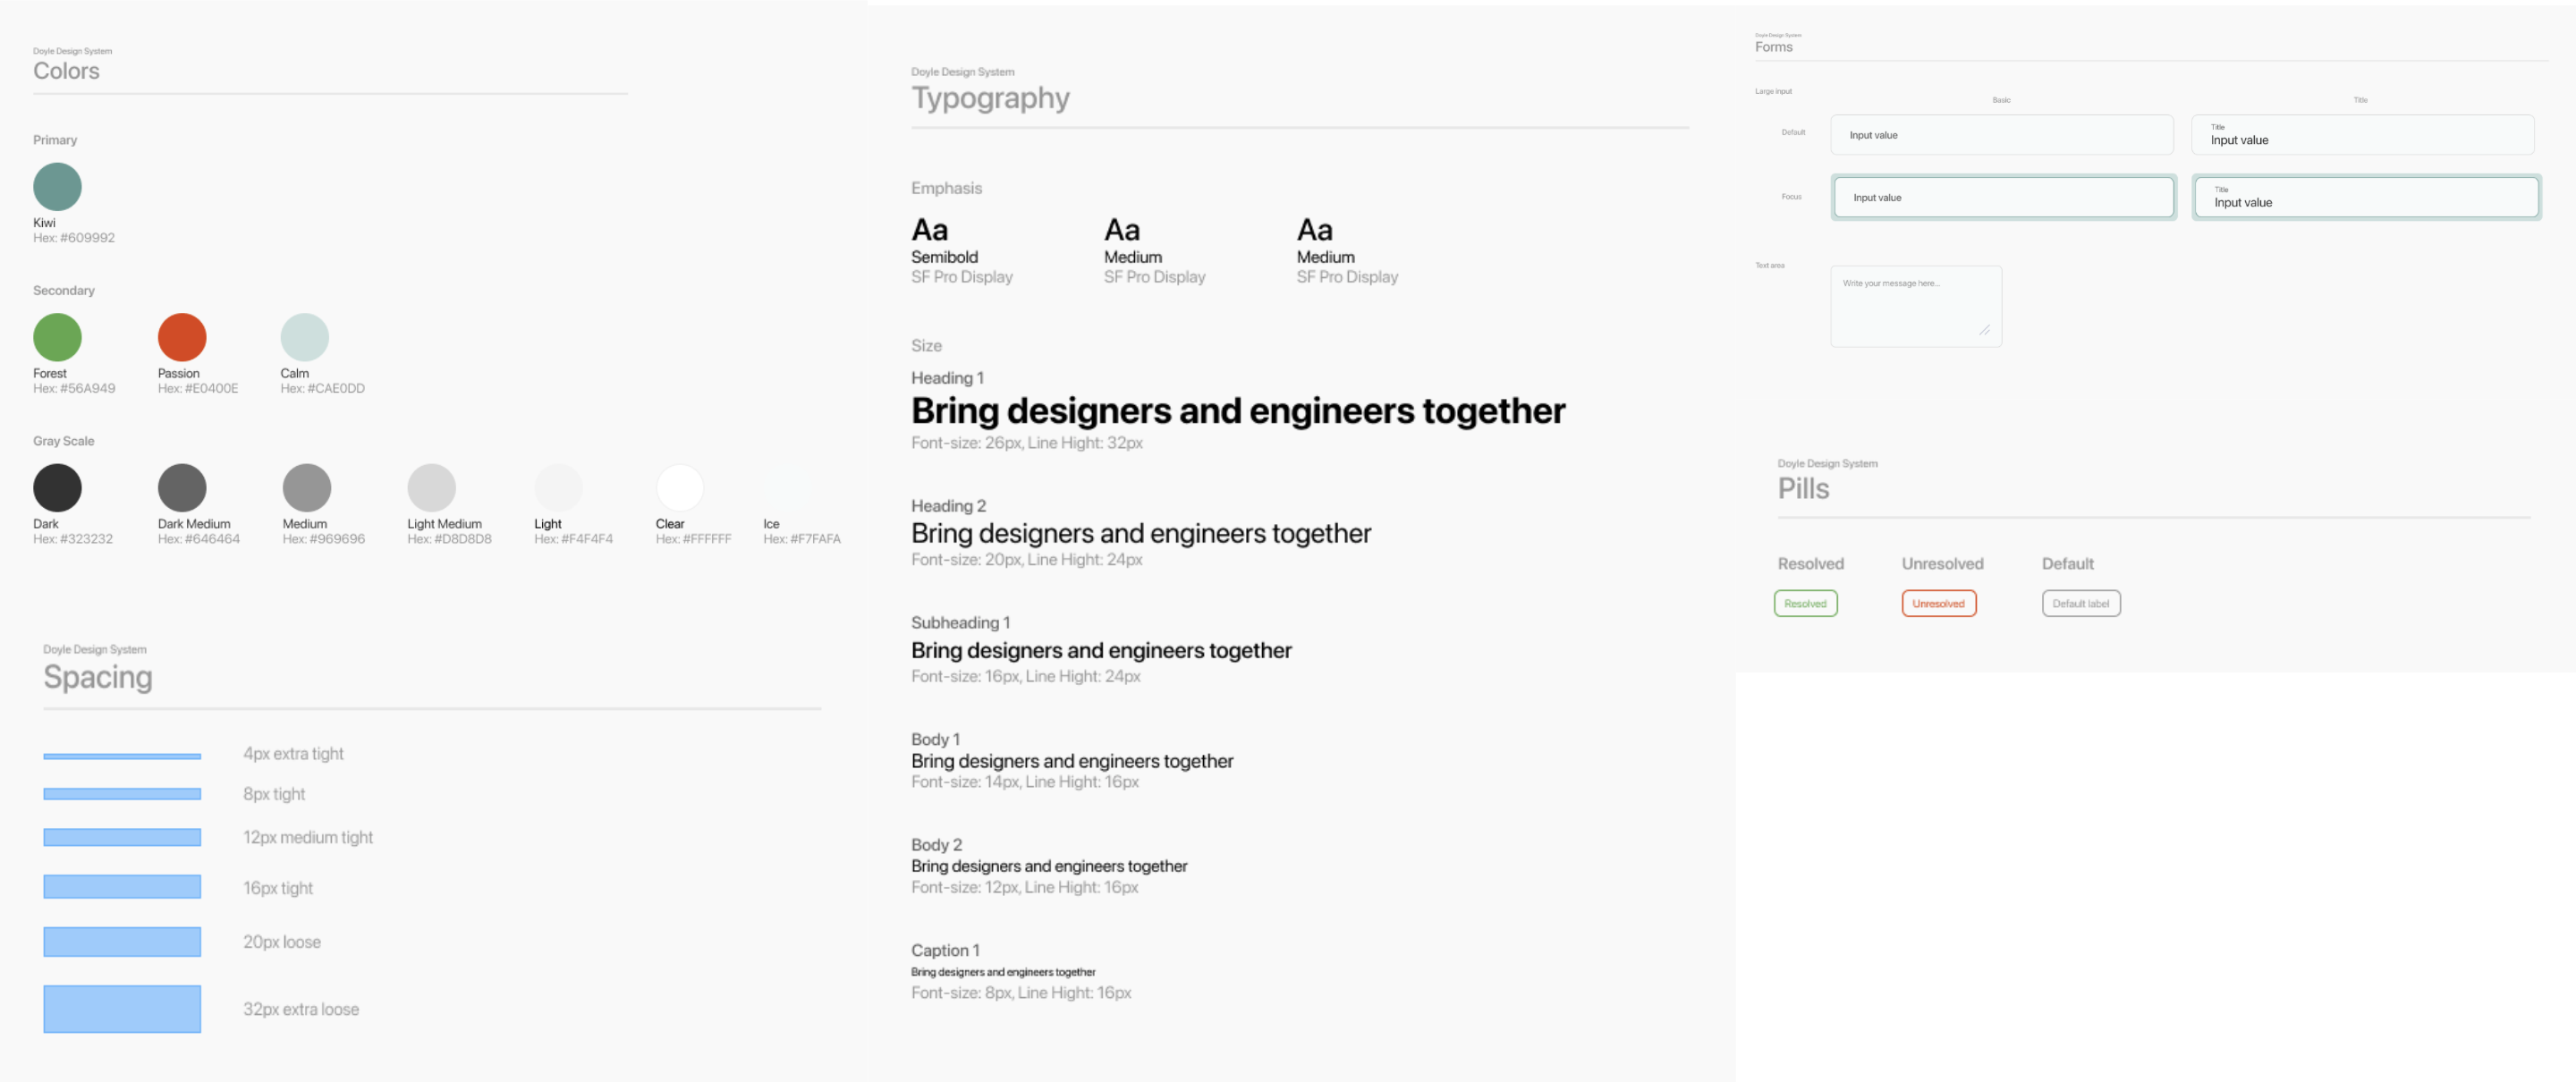 Doyle Design System
Colors
Primary
Kiwi
Hex: #609992
Secondary
Forest
Hex: #56A949
Passion
Hex: #E0400E
Calm
Hex: #CAE0DD
Gray Scale
Dark
Hex: #323232
Dark Medium
Hex: #646464
Medium
Hex: #969696
Light Medium
Hex: #D8D8D8
Light
Hex: #F4F4F4
Clear
Hex: #FFFFFF
Ice
Hex: #F7FAFA
Doyle Design System
Spacing
4px extra tight
8px tight
12px medium tight
16px tight
20px loose
32px extra loose
Doyle Design System
Typography
Emphasis
Aa
Semibold
SF Pro Display
Aa
Medium
SF Pro Display
Aa
Medium
SF Pro Display
Size
Heading 1
Bring designers and engineers together
Font-size: 26px, Line Hight: 32px
Heading 2
Bring designers and engineers together
Font-size: 20px, Line Hight: 24px
Subheading 1
Bring designers and engineers together
Font-size: 16px, Line Hight: 24px
Body 1
Bring designers and engineers together
Font-size: 14px, Line Hight: 16px
Body 2
Bring designers and engineers together
Font-size: 12px, Line Hight: 16px
Caption 1
Bring designers and engineers together
Font-size: 8px, Line Hight: 16px
Doyle Design System
Forms
Large input
Basic
Title
Default
Input value
Title
Input value
Focus
Input value
Title
Input value
Text area
Write your message here...
Doyle Design System
Pills
Resolved
Unresolved
Default
Resolved
Unresolved
Default label